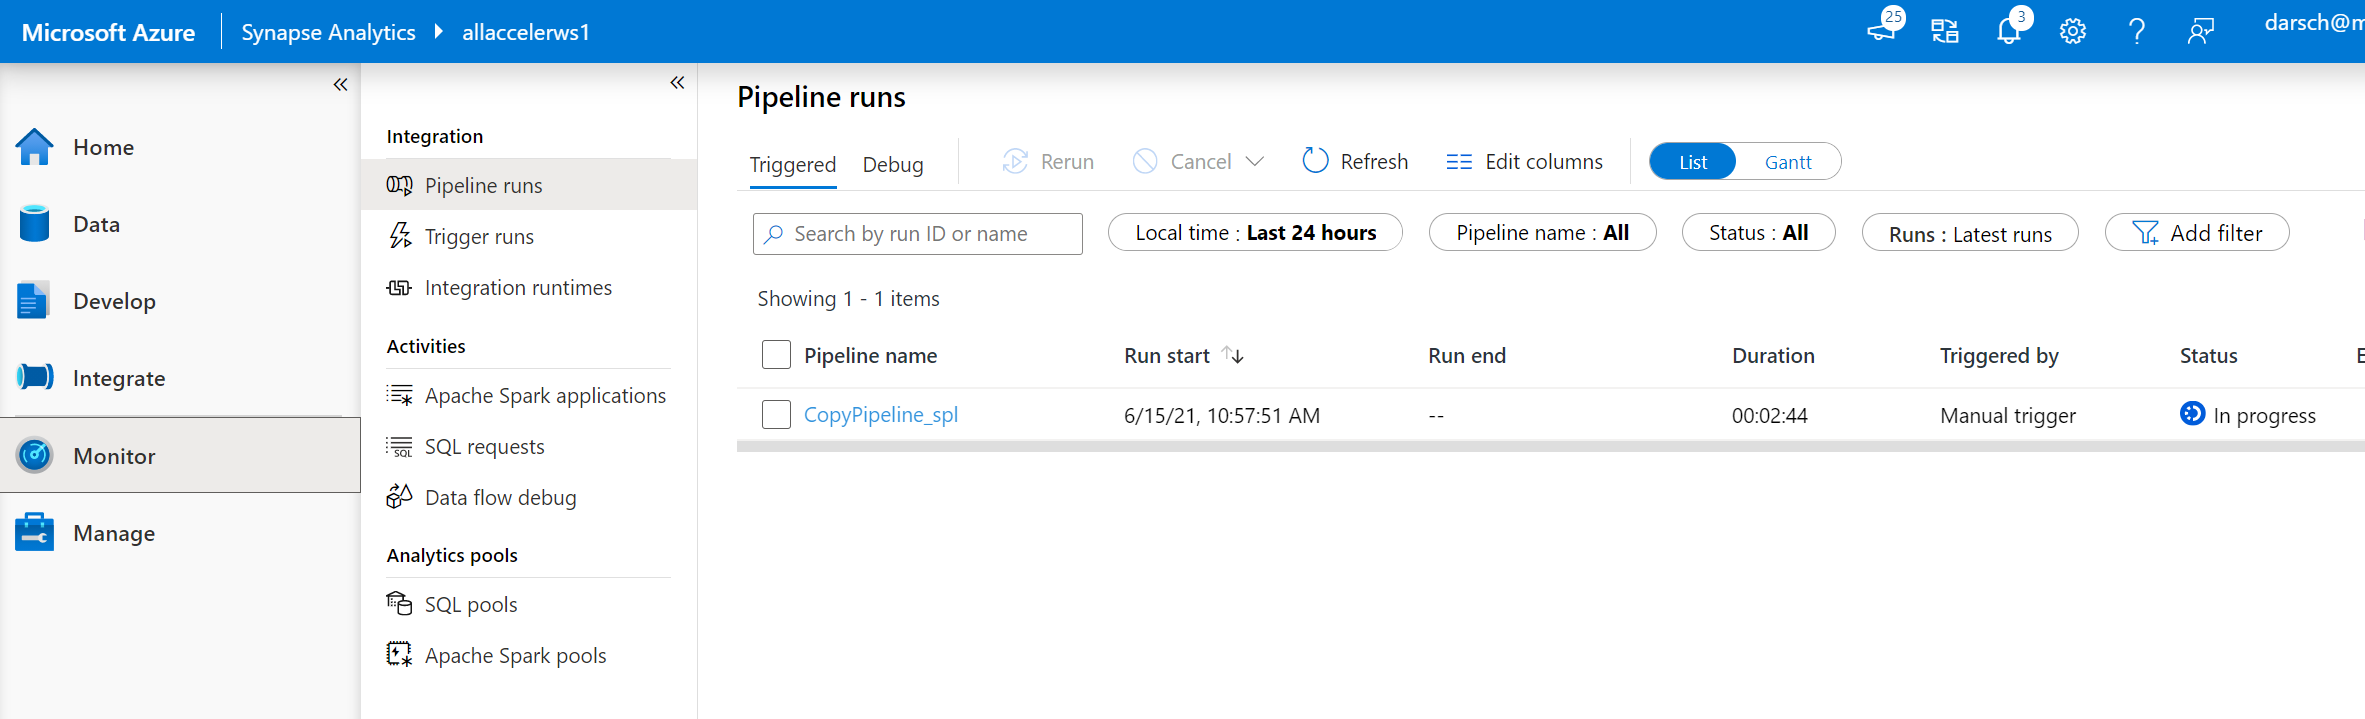 Microsoft Azure
Synapse Analytics
allaccelerws1
25
3
darsch@m
Home
Data
Develop
Integrate
Monitor
Manage
Integration
Pipeline runs
Trigger runs
Integration runtimes
Activities
Apache Spark applications
SQL requests
Data flow debug
Analytics pools
SQL pools
Apache Spark pools
Pipeline runs
Triggered Debug Rerun Cancel Refresh Edit columns List Gantt
Search by run ID or name Local time : Last 24 hours Pipeline name : All Status : All Runs : Latest runs Add filter
Showing 1 - 1 items
Pipeline name Run start Run end Duration Triggered by Status
CopyPipeline_spl 6/15/21, 10:57:51 AM -- 00:02:44 Manual trigger In progress